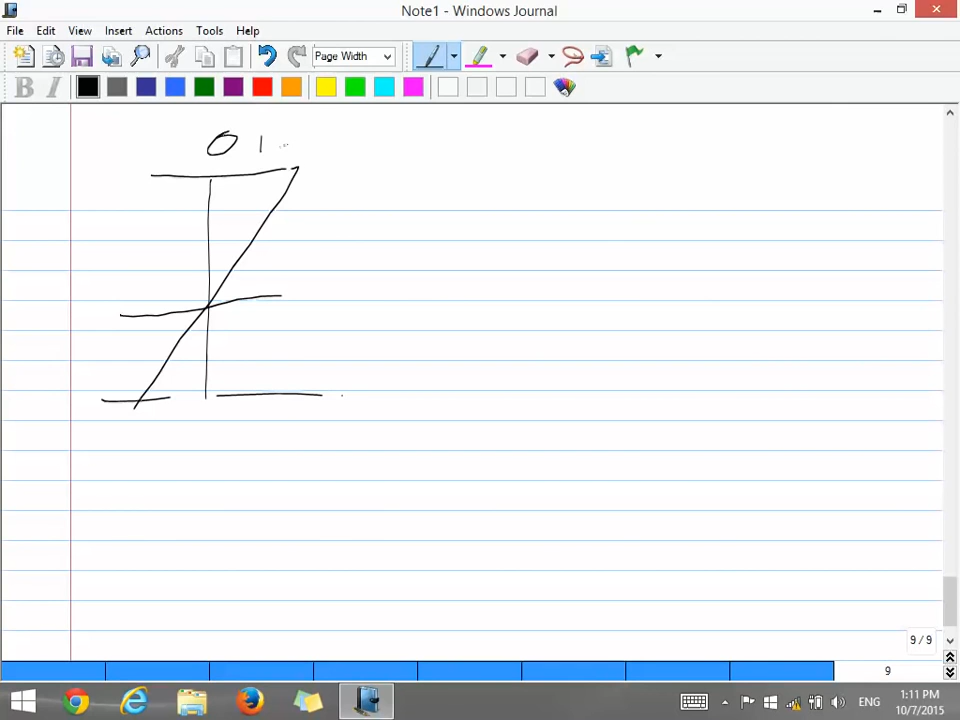 Note1 - Windows Journal
File Edit View Insert Actions Tools Help
Page Width
B I
0 1
9 / 9
9
ENG
1:11 PM
10/7/2015